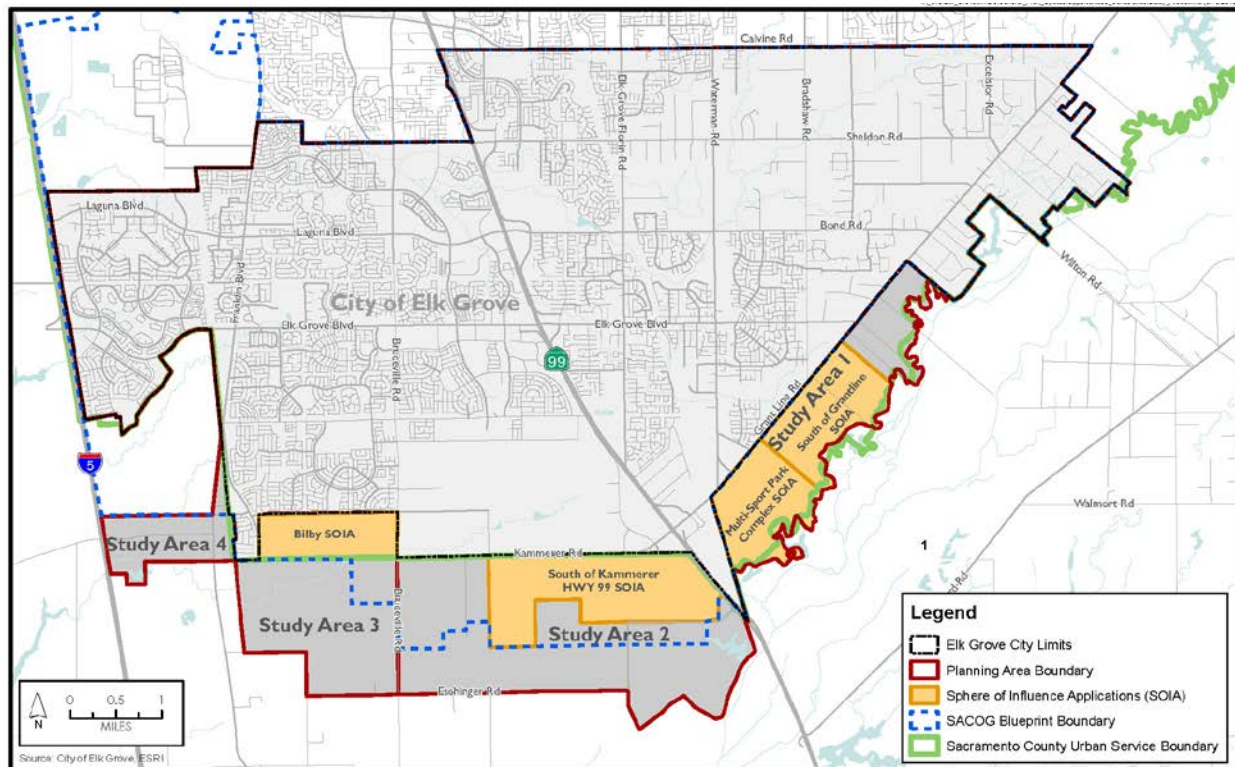 Calvine Rd
Elk Grove Florin Rd
Waterman Rd
Bradshaw Rd
Excelsior Rd
Sheldon Rd
Laguna Blvd
Laguna Blvd
Bond Rd
Wilton Rd
Franklin Blvd
City of Elk Grove
Elk Grove Blvd
Elk Grove Blvd
Bruceville Rd
99
Grant Line Rd
Study Area 1
South of Grantline
SOIA
Multi-Sport Park
Complex SOIA
5
Walmort Rd
Study Area 4
Bilby SOIA
Kammerer Rd
1
South of Kammerer
HWY 99 SOIA
Study Area 3
Bruceville Rd
Study Area 2
Eschinger Rd
Legend
Elk Grove City Limits
Planning Area Boundary
Sphere of Influence Applications (SOIA)
SACOG Blueprint Boundary
Sacramento County Urban Service Boundary
N
0 0.5 1
MILES
Source: City of Elk Grove, ESRI